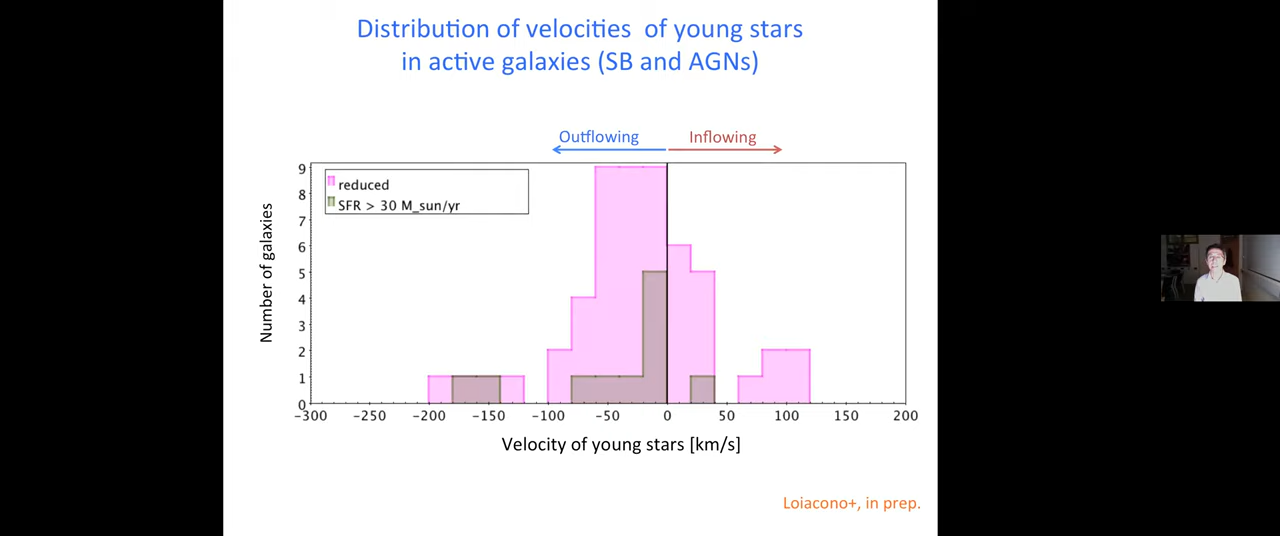 Distribution of velocities of young stars
in active galaxies (SB and AGNs)
Outflowing
Inflowing
reduced
SFR > 30 M_sun/yr
Number of galaxies
9
8
7
6
5
4
3
2
1
0
-300 -250 -200 -150 -100 -50 0 50 100 150 200
Velocity of young stars [km/s]
Loiacono+, in prep.